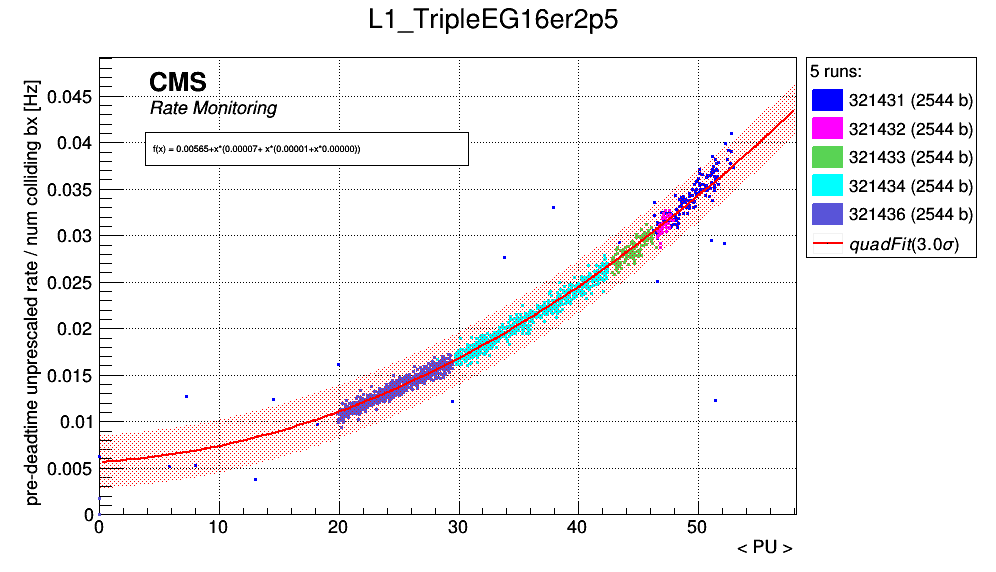 L1_TripleEG16er2p5
CMS
Rate Monitoring
f(x) = 0.00565+x*(0.00007+ x*(0.00001+x*0.00000))
pre-deadtime unprescaled rate / num colliding bx [Hz]
0.045
0.04
0.035
0.03
0.025
0.02
0.015
0.01
0.005
0
0 10 20 30 40 50
< PU >
5 runs:
321431 (2544 b)
321432 (2544 b)
321433 (2544 b)
321434 (2544 b)
321436 (2544 b)
quadFit(3.0σ)